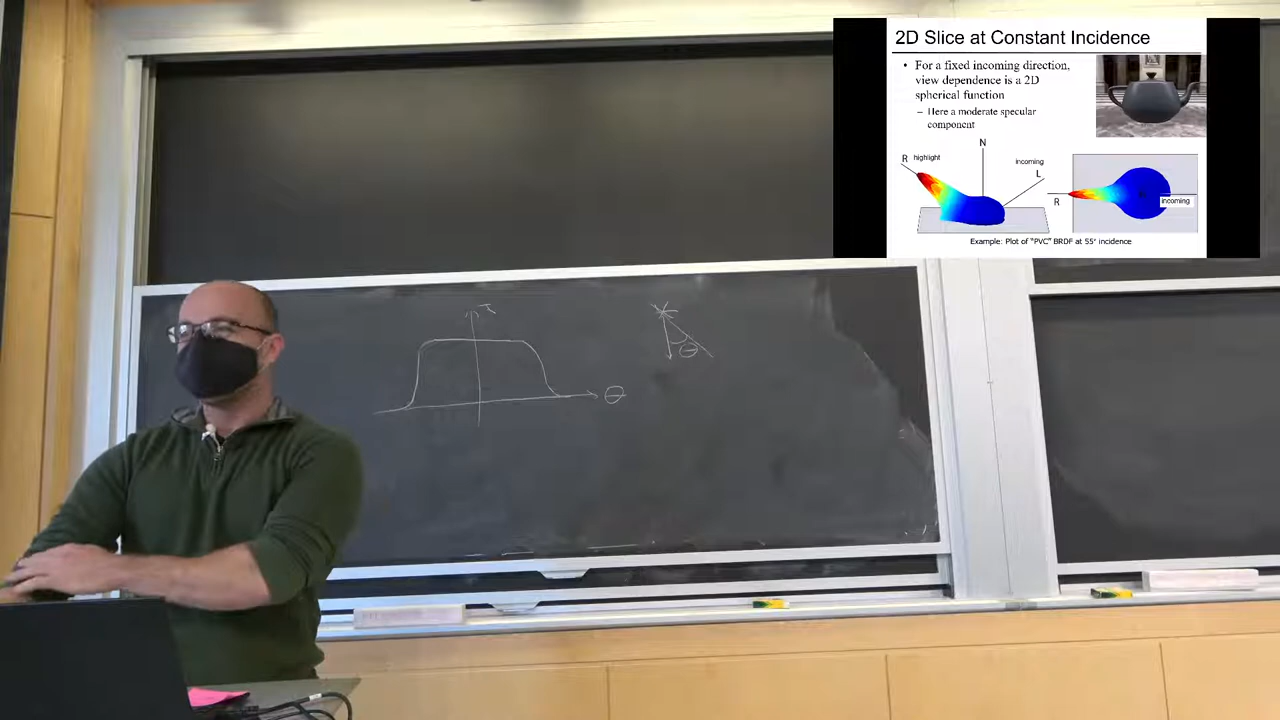 2D Slice at Constant Incidence
• For a fixed incoming direction,
view dependence is a 2D
spherical function
– Here a moderate specular
component
N
R highlight
incoming
L
R
incoming
Example: Plot of "PVC" BRDF at 55° incidence
I
θ
θ